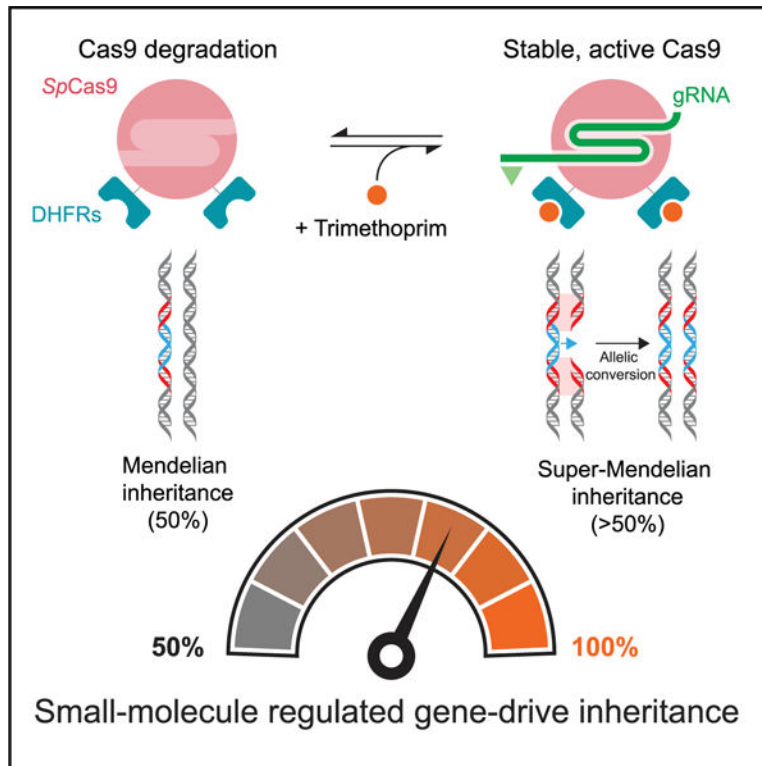 Cas9 degradation
Stable, active Cas9
SpCas9
gRNA
DHFRs
+ Trimethoprim
Allelic
conversion
Mendelian
inheritance
(50%)
Super-Mendelian
inheritance
(>50%)
50%
100%
Small-molecule regulated gene-drive inheritance